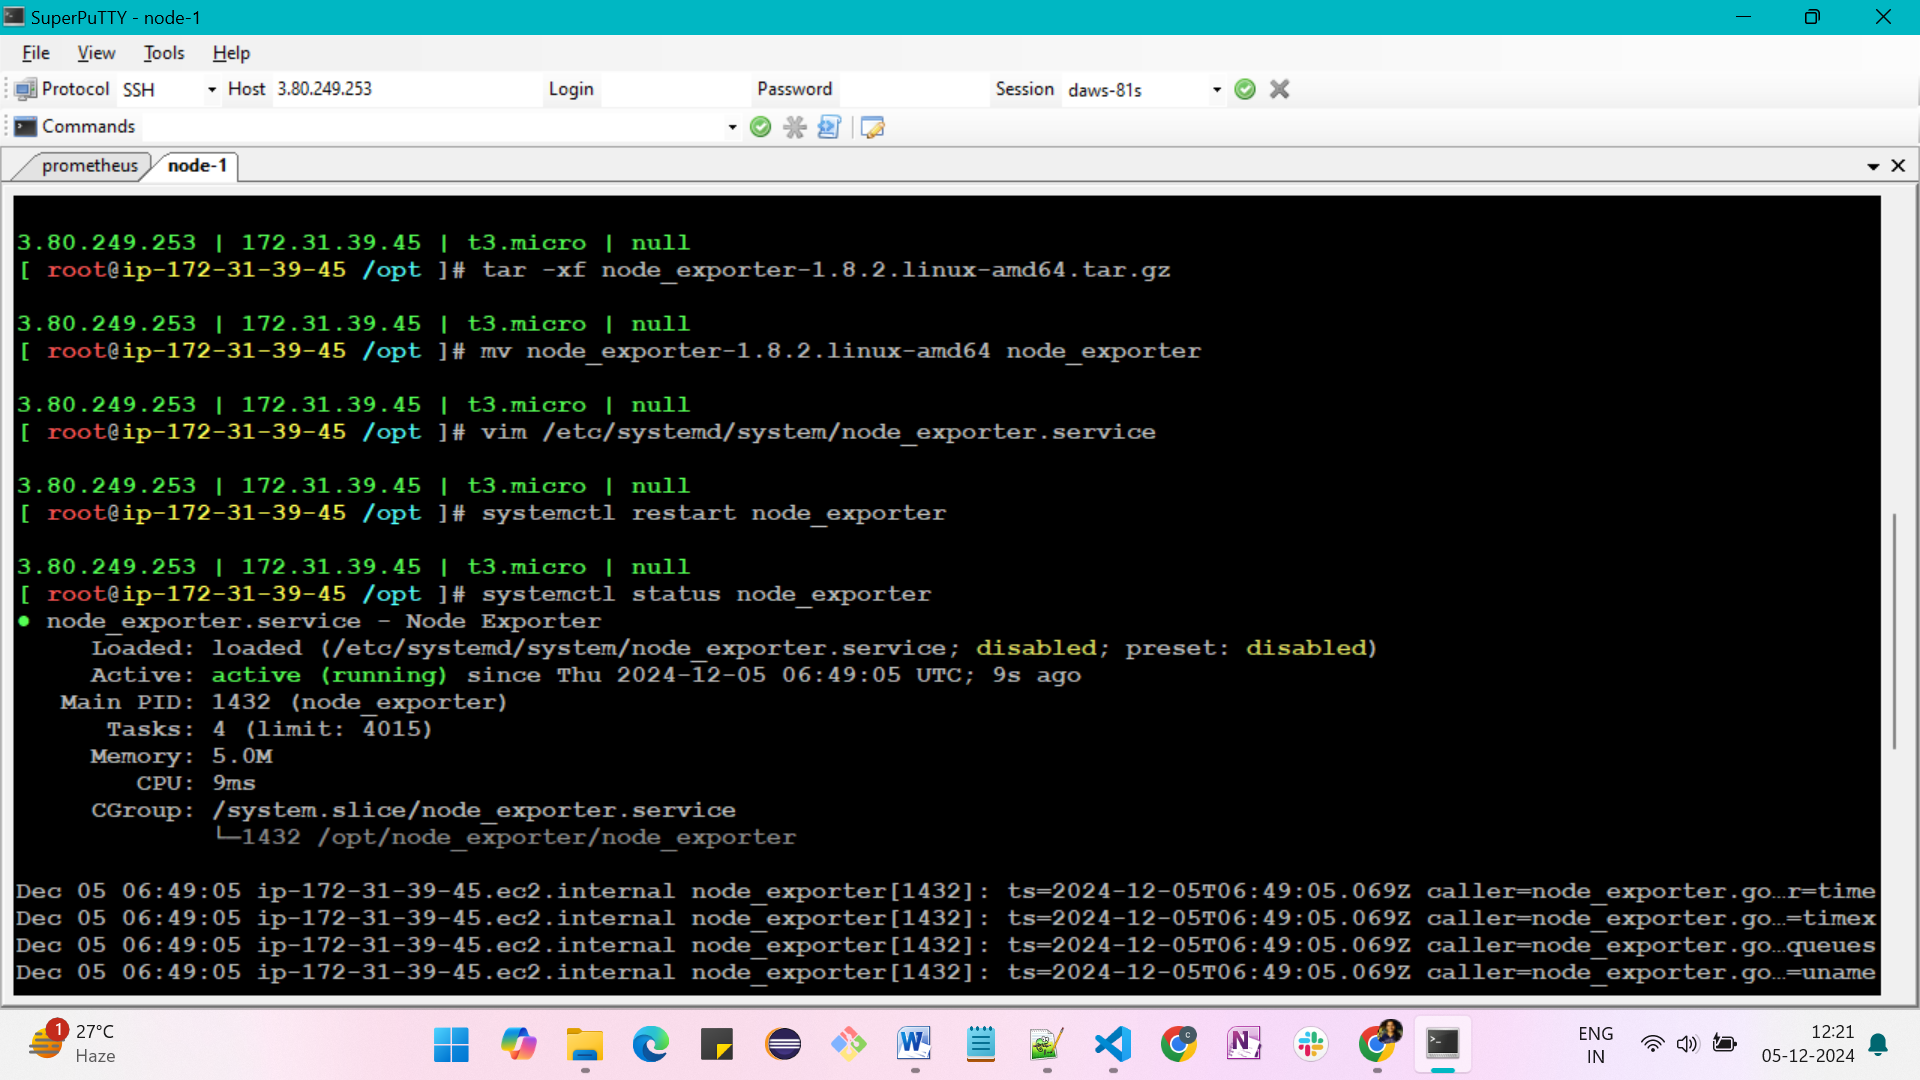 SuperPuTTY - node-1
File View Tools Help
Protocol SSH Host 3.80.249.253 Login Password Session daws-81s
Commands
prometheus node-1
3.80.249.253 | 172.31.39.45 | t3.micro | null
[ root@ip-172-31-39-45 /opt ]# tar -xf node_exporter-1.8.2.linux-amd64.tar.gz
3.80.249.253 | 172.31.39.45 | t3.micro | null
[ root@ip-172-31-39-45 /opt ]# mv node_exporter-1.8.2.linux-amd64 node_exporter
3.80.249.253 | 172.31.39.45 | t3.micro | null
[ root@ip-172-31-39-45 /opt ]# vim /etc/systemd/system/node_exporter.service
3.80.249.253 | 172.31.39.45 | t3.micro | null
[ root@ip-172-31-39-45 /opt ]# systemctl restart node_exporter
3.80.249.253 | 172.31.39.45 | t3.micro | null
[ root@ip-172-31-39-45 /opt ]# systemctl status node_exporter
● node_exporter.service - Node Exporter
Loaded: loaded (/etc/systemd/system/node_exporter.service; disabled; preset: disabled)
Active: active (running) since Thu 2024-12-05 06:49:05 UTC; 9s ago
Main PID: 1432 (node_exporter)
Tasks: 4 (limit: 4015)
Memory: 5.0M
CPU: 9ms
CGroup: /system.slice/node_exporter.service
└─1432 /opt/node_exporter/node_exporter
Dec 05 06:49:05 ip-172-31-39-45.ec2.internal node_exporter[1432]: ts=2024-12-05T06:49:05.069Z caller=node_exporter.go…r=time
Dec 05 06:49:05 ip-172-31-39-45.ec2.internal node_exporter[1432]: ts=2024-12-05T06:49:05.069Z caller=node_exporter.go…=timex
Dec 05 06:49:05 ip-172-31-39-45.ec2.internal node_exporter[1432]: ts=2024-12-05T06:49:05.069Z caller=node_exporter.go…queues
Dec 05 06:49:05 ip-172-31-39-45.ec2.internal node_exporter[1432]: ts=2024-12-05T06:49:05.069Z caller=node_exporter.go…=uname
1 27°C
Haze
ENG
IN
12:21
05-12-2024